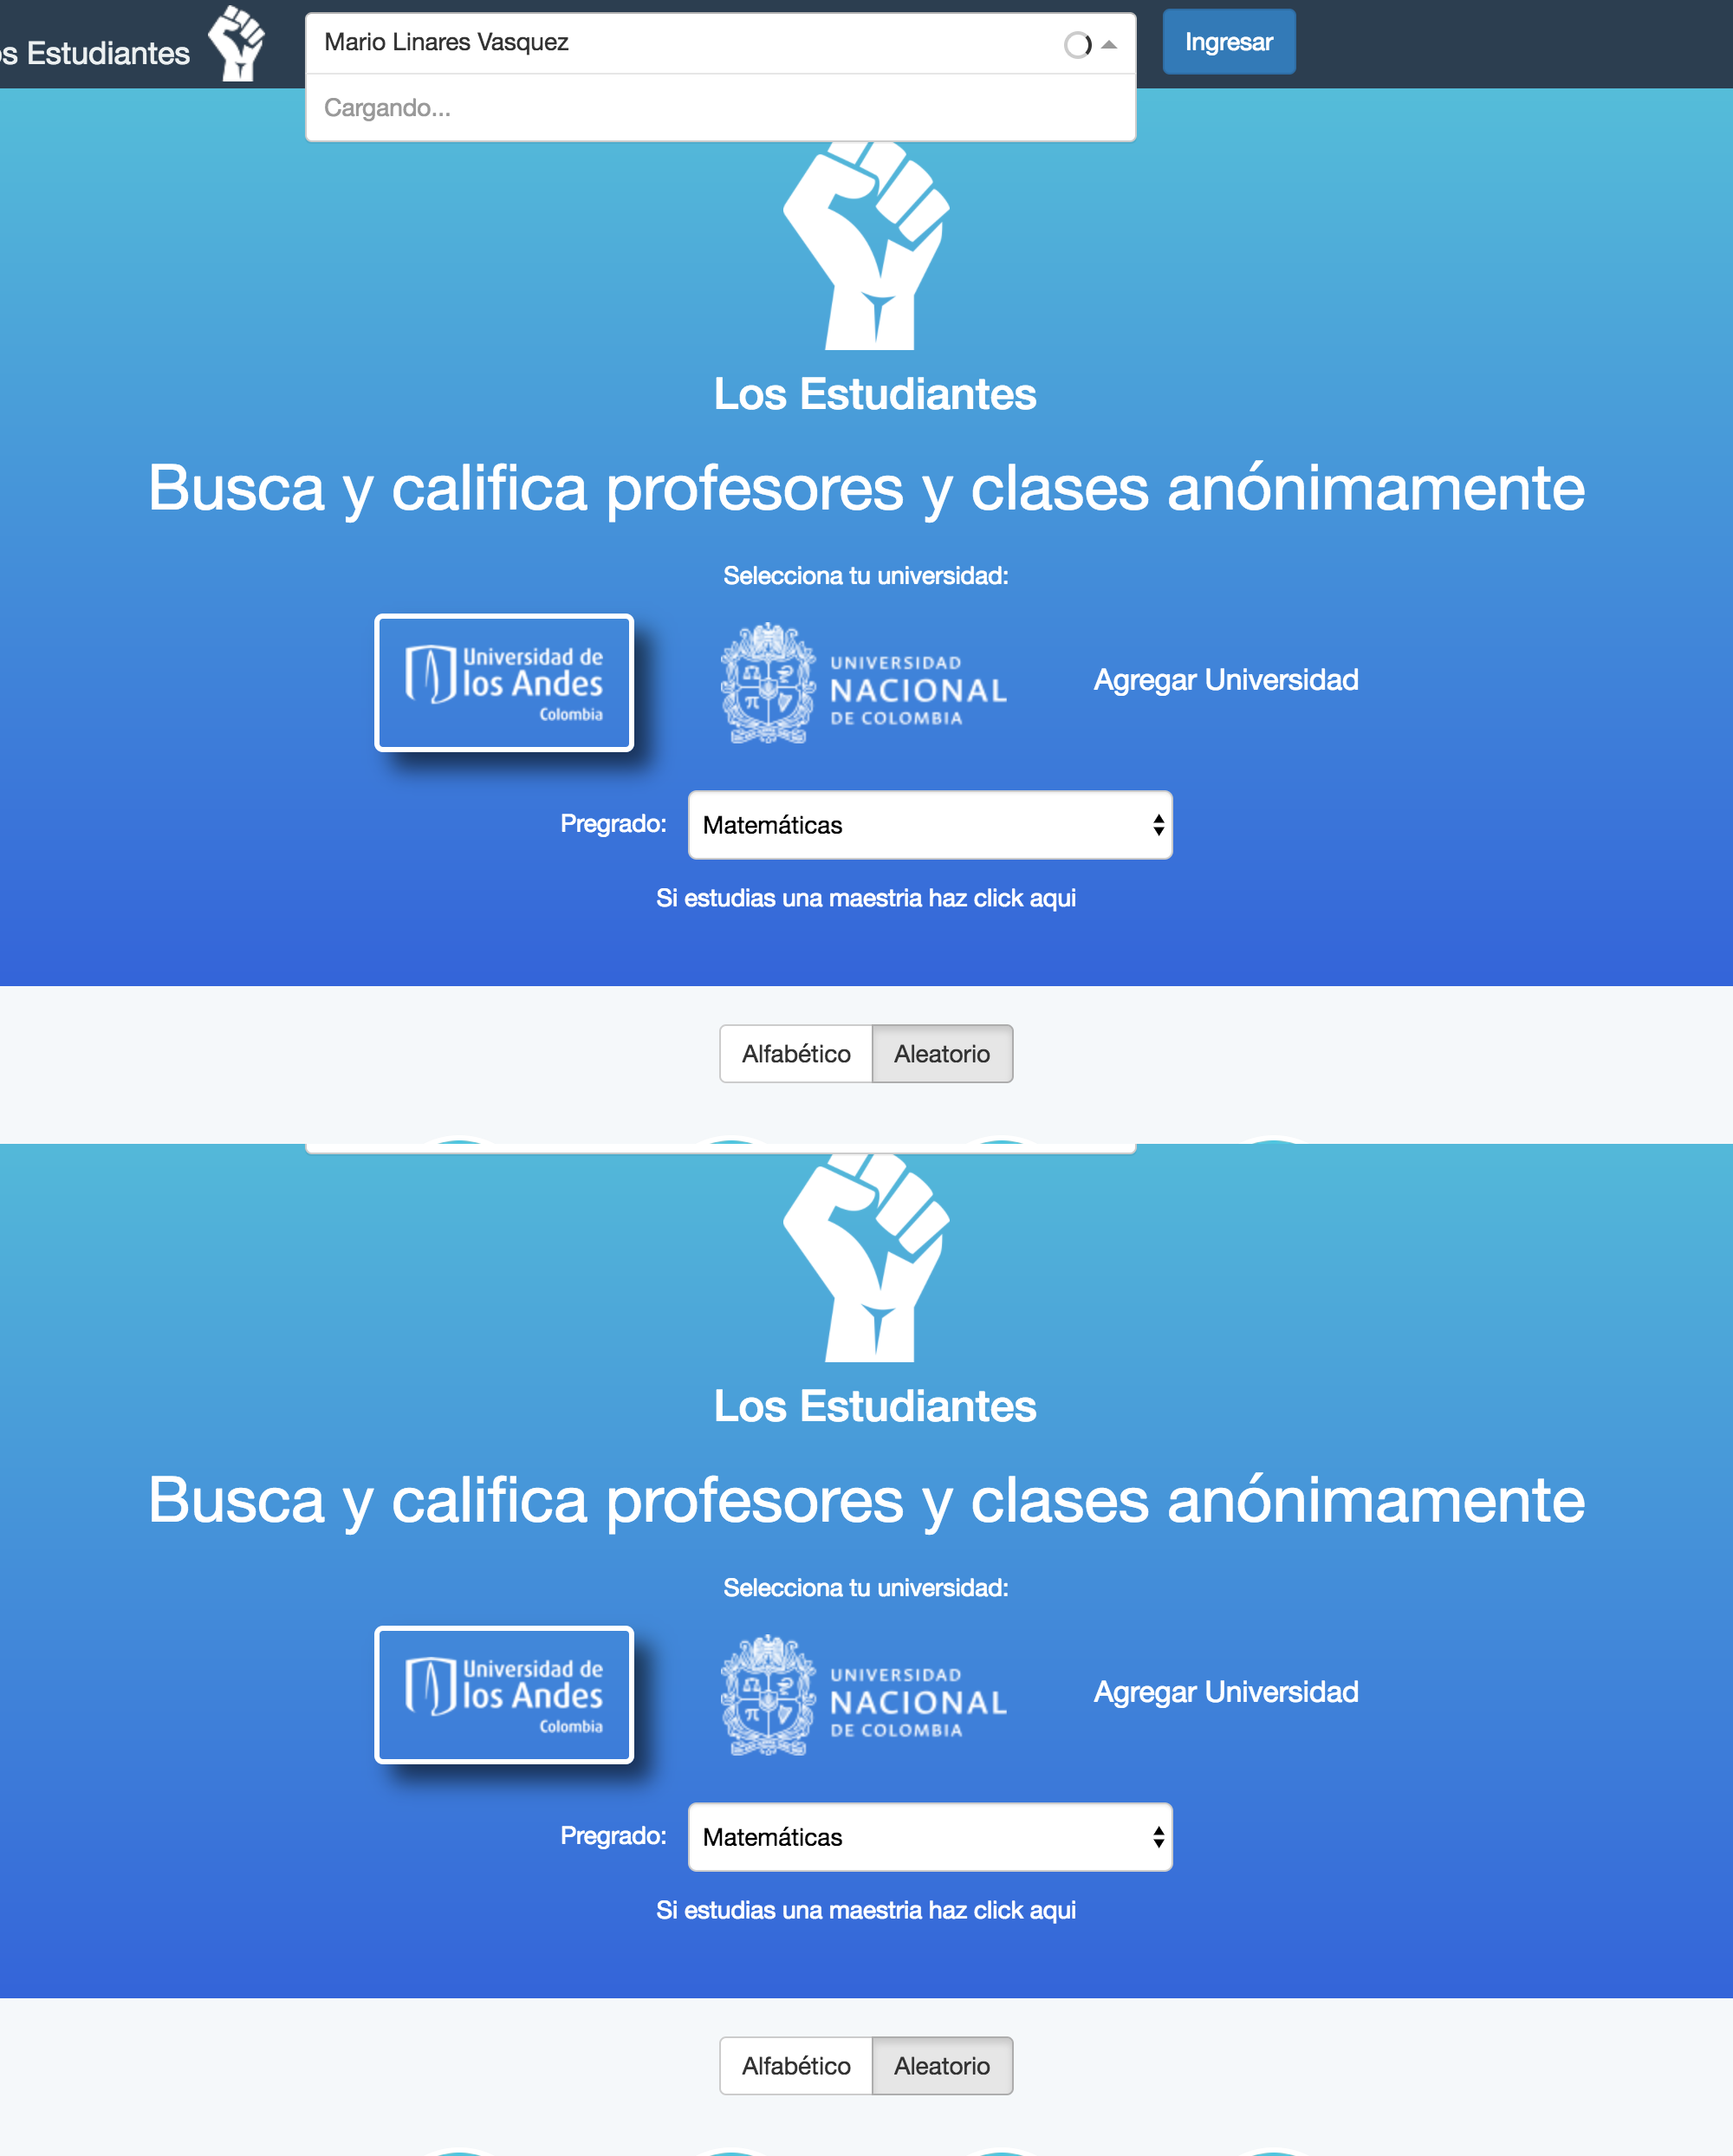 s Estudiantes
Mario Linares Vasquez
Ingresar
Cargando...
Los Estudiantes
Busca y califica profesores y clases anónimamente
Selecciona tu universidad:
Universidad de
los Andes
Colombia
UNIVERSIDAD
NACIONAL
DE COLOMBIA
Agregar Universidad
Pregrado:
Matemáticas
Si estudias una maestria haz click aqui
Alfabético
Aleatorio
Los Estudiantes
Busca y califica profesores y clases anónimamente
Selecciona tu universidad:
Universidad de
los Andes
Colombia
UNIVERSIDAD
NACIONAL
DE COLOMBIA
Agregar Universidad
Pregrado:
Matemáticas
Si estudias una maestria haz click aqui
Alfabético
Aleatorio